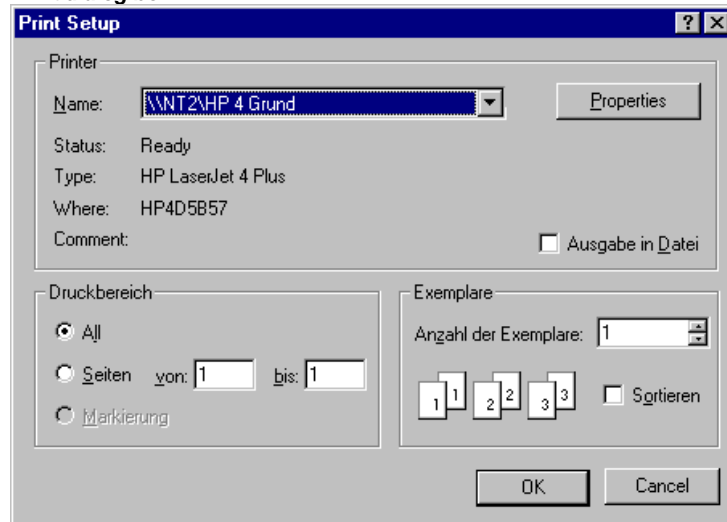 Print Setup
Printer
Name: \\NT2\HP 4 Grund Properties
Status: Ready
Type: HP LaserJet 4 Plus
Where: HP4D5B57
Comment: Ausgabe in Datei
Druckbereich
All
Seiten von: 1 bis: 1
Markierung
Exemplare
Anzahl der Exemplare: 1
1 1 2 2 3 3 Sortieren
OK Cancel